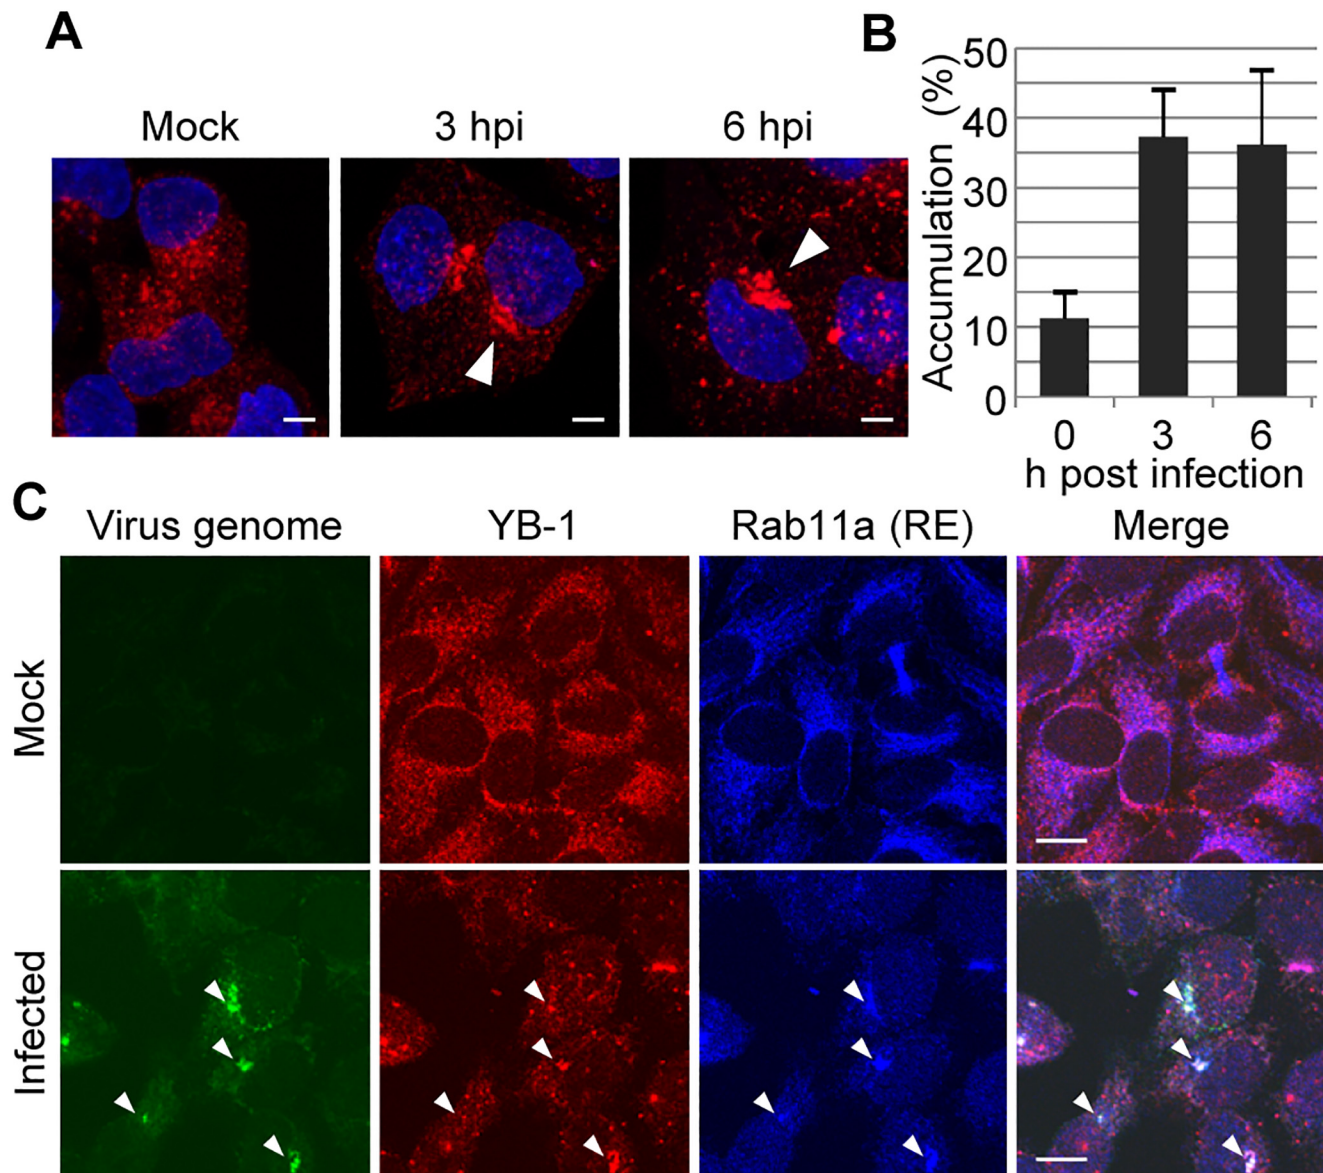 A
Mock
3 hpi
6 hpi
B
Accumulation (%)
50
40
30
20
10
0
0 3 6
h post infection
C
Virus genome
YB-1
Rab11a (RE)
Merge
Mock
Infected